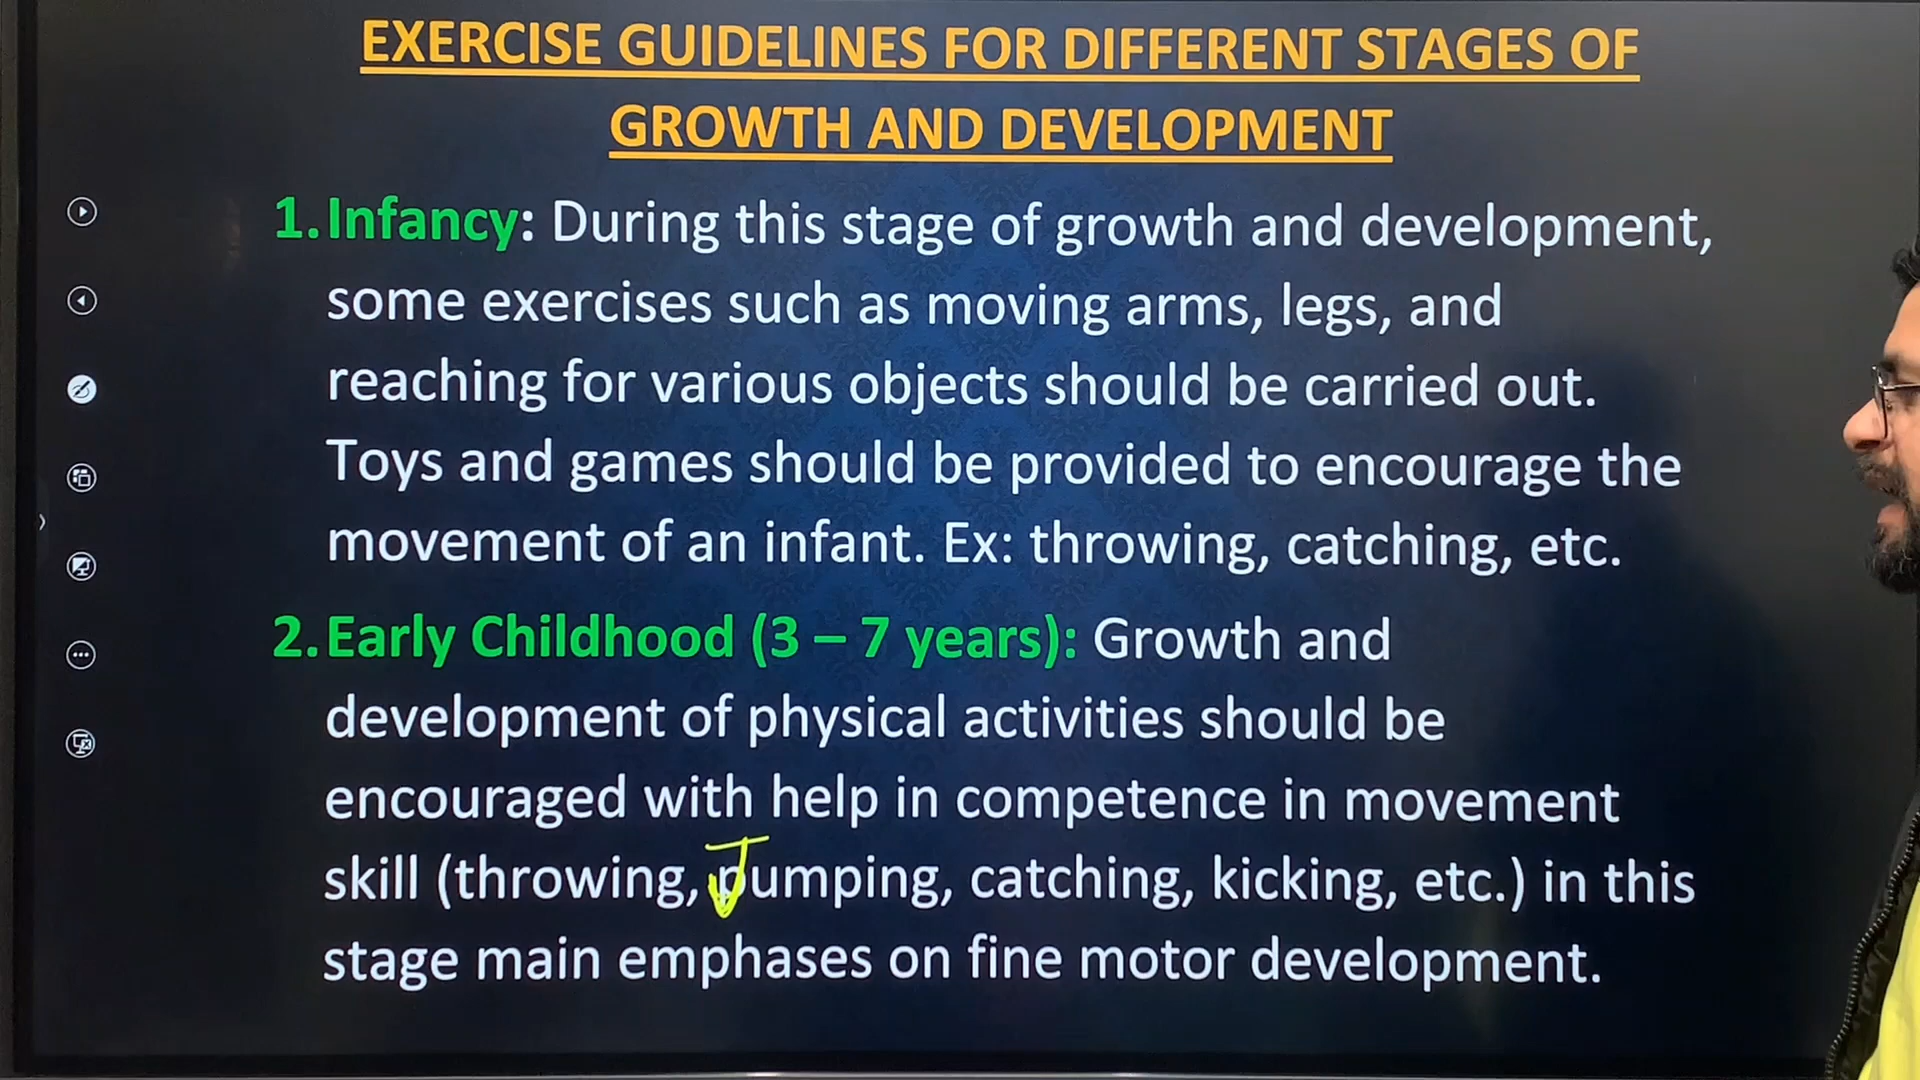 EXERCISE GUIDELINES FOR DIFFERENT STAGES OF
GROWTH AND DEVELOPMENT
1. Infancy: During this stage of growth and development,
some exercises such as moving arms, legs, and
reaching for various objects should be carried out.
Toys and games should be provided to encourage the
movement of an infant. Ex: throwing, catching, etc.
2. Early Childhood (3 – 7 years): Growth and
development of physical activities should be
encouraged with help in competence in movement
J
skill (throwing, pumping, catching, kicking, etc.) in this
stage main emphases on fine motor development.